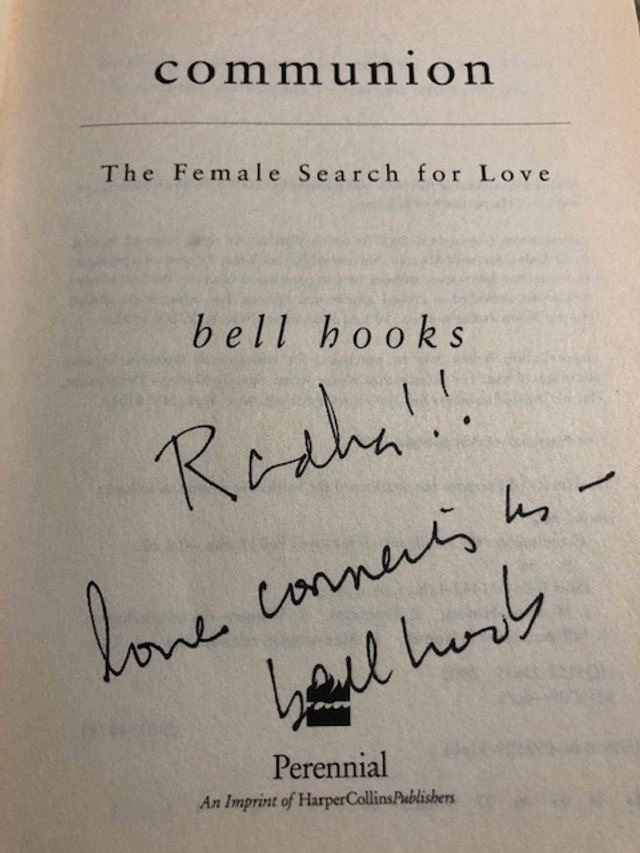 communion
The Female Search for Love
bell hooks
Radha!!
love connects us –
bell hooks
Perennial
An Imprint of HarperCollinsPublishers